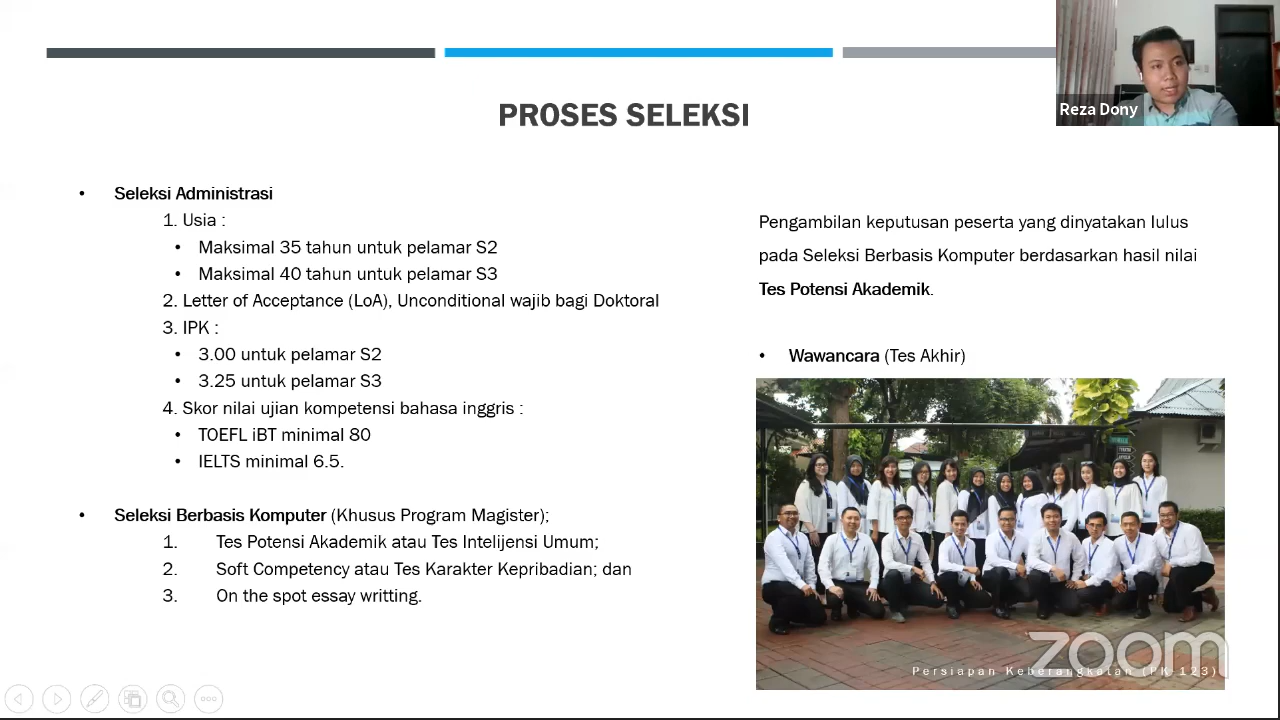 PROSES SELEKSI
Reza Dony
• Seleksi Administrasi
1. Usia :
• Maksimal 35 tahun untuk pelamar S2
• Maksimal 40 tahun untuk pelamar S3
2. Letter of Acceptance (LoA), Unconditional wajib bagi Doktoral
3. IPK :
• 3.00 untuk pelamar S2
• 3.25 untuk pelamar S3
4. Skor nilai ujian kompetensi bahasa inggris :
• TOEFL iBT minimal 80
• IELTS minimal 6.5.
• Seleksi Berbasis Komputer (Khusus Program Magister);
1. Tes Potensi Akademik atau Tes Intelijensi Umum;
2. Soft Competency atau Tes Karakter Kepribadian; dan
3. On the spot essay writting.
Pengambilan keputusan peserta yang dinyatakan lulus
pada Seleksi Berbasis Komputer berdasarkan hasil nilai
Tes Potensi Akademik.
• Wawancara (Tes Akhir)
zoom
Persiapan Keberangkatan (PK-123)